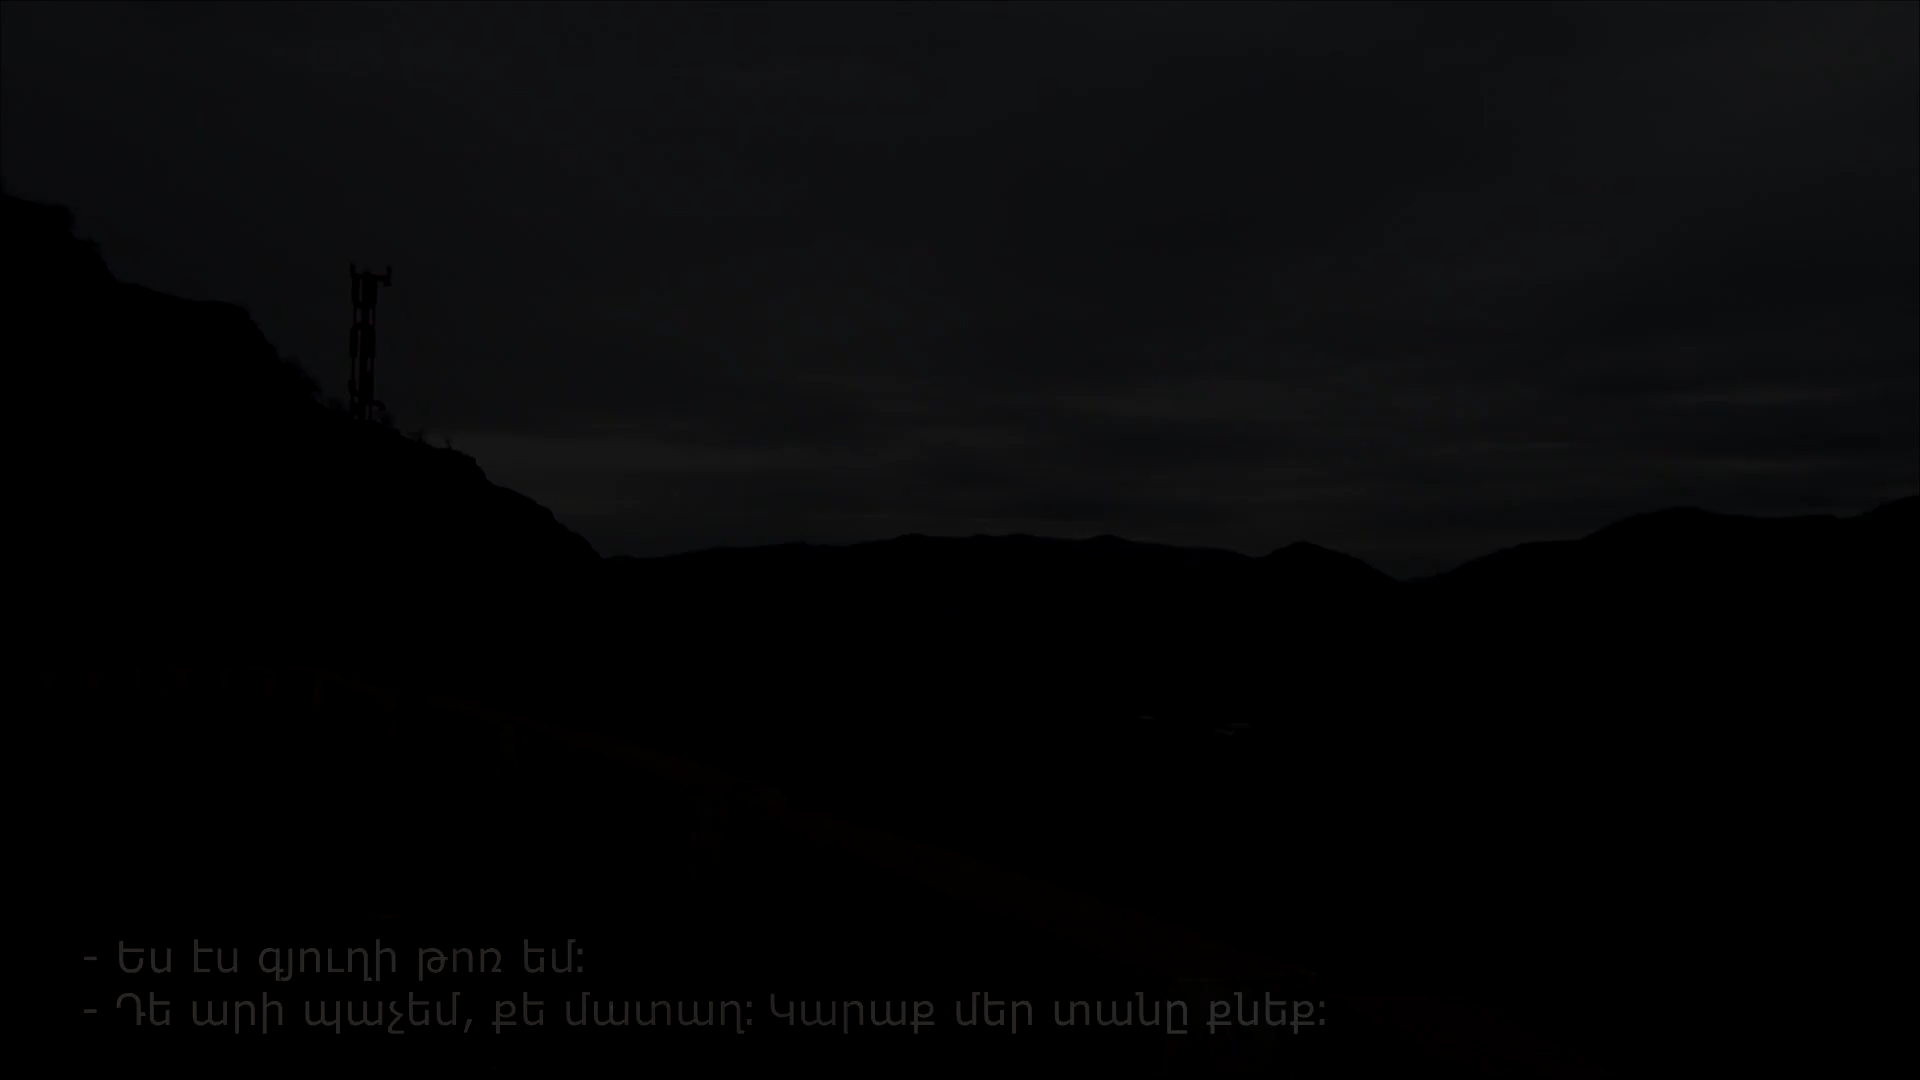 - Ես էս գյուղի թոռ եմ:
- Դե արի պաչեմ, քե մատաղ: Կարաք մեր տանը քնեք: